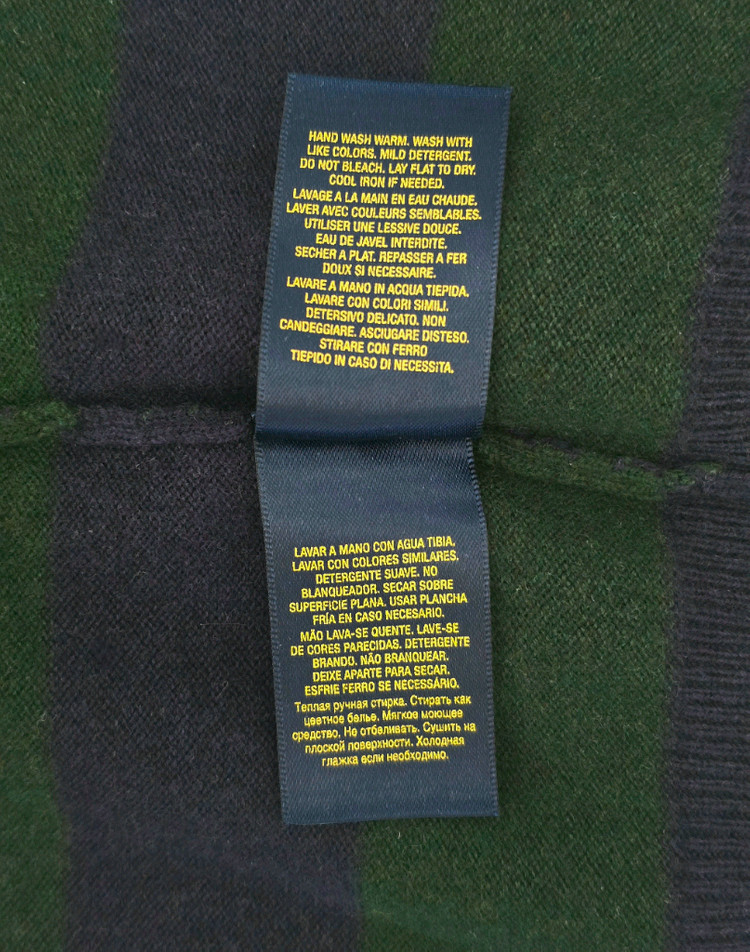 HAND WASH WARM. WASH WITH
LIKE COLORS. MILD DETERGENT.
DO NOT BLEACH. LAY FLAT TO DRY.
COOL IRON IF NEEDED.
LAVAGE A LA MAIN EN EAU CHAUDE.
LAVER AVEC COULEURS SEMBLABLES.
UTILISER UNE LESSIVE DOUCE.
EAU DE JAVEL INTERDITE.
SECHER A PLAT. REPASSER A FER
DOUX SI NECESSAIRE.
LAVARE A MANO IN ACQUA TIEPIDA.
LAVARE CON COLORI SIMILI.
DETERSIVO DELICATO. NON
CANDEGGIARE. ASCIUGARE DISTESO.
STIRARE CON FERRO
TIEPIDO IN CASO DI NECESSITA.
LAVAR A MANO CON AGUA TIBIA.
LAVAR CON COLORES SIMILARES.
DETERGENTE SUAVE. NO
BLANQUEADOR. SECAR SOBRE
SUPERFICIE PLANA. USAR PLANCHA
FRÍA EN CASO NECESARIO.
MÃO LAVA-SE QUENTE. LAVE-SE
DE CORES PARECIDAS. DETERGENTE
BRANDO. NÃO BRANQUEAR.
DEIXE APARTE PARA SECAR.
ESFRIE FERRO SE NECESSÁRIO.
Теплая ручная стирка. Стирать как
цветное белье. Мягкое моющее
средство. Не отбеливать. Сушить на
плоской поверхности. Холодная
глажка если необходимо.